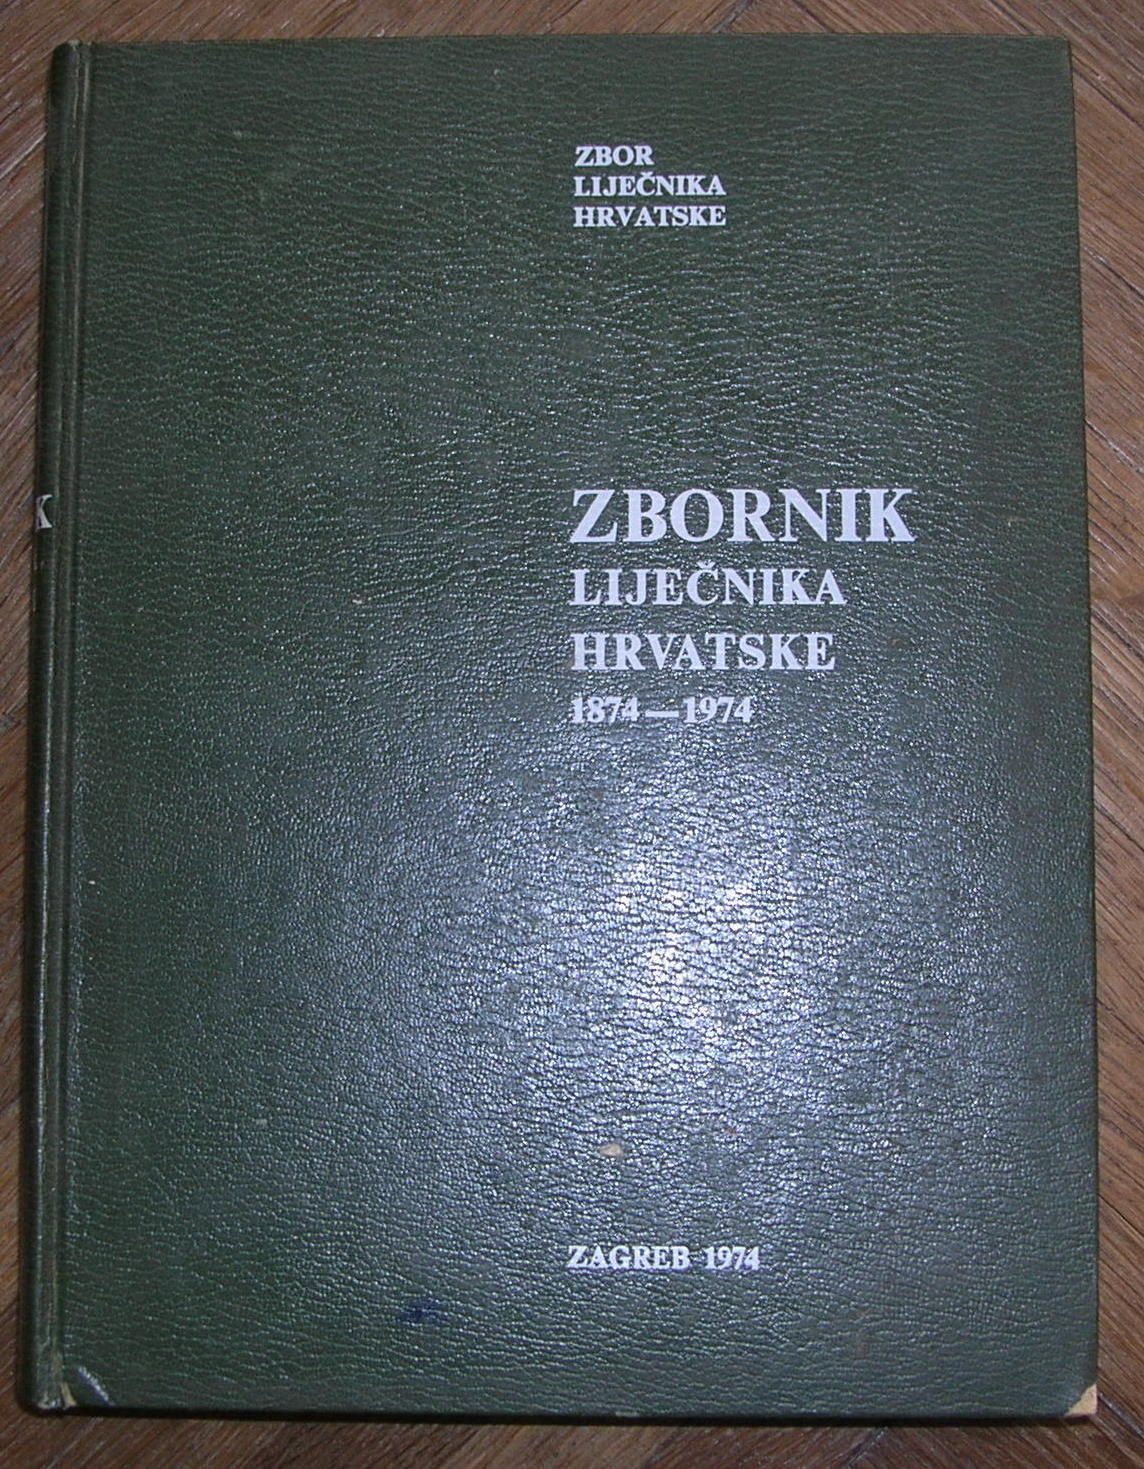 ZBOR
LIJEČNIKA
HRVATSKE
ZBORNIK
LIJEČNIKA
HRVATSKE
1874—1974
ZAGREB 1974
K